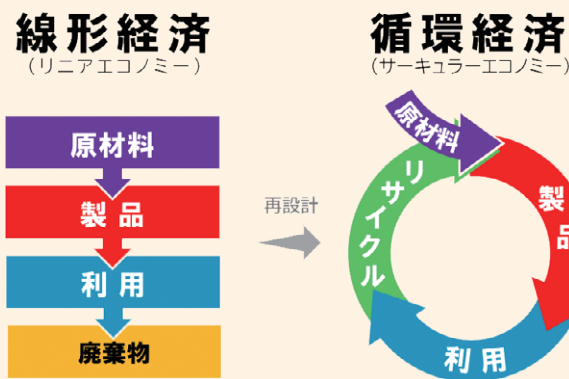 線形経済
（リニアエコノミー）
原材料
製品
利用
廃棄物
再設計
循環経済
（サーキュラーエコノミー）
原材料
製品
利用
リサイクル